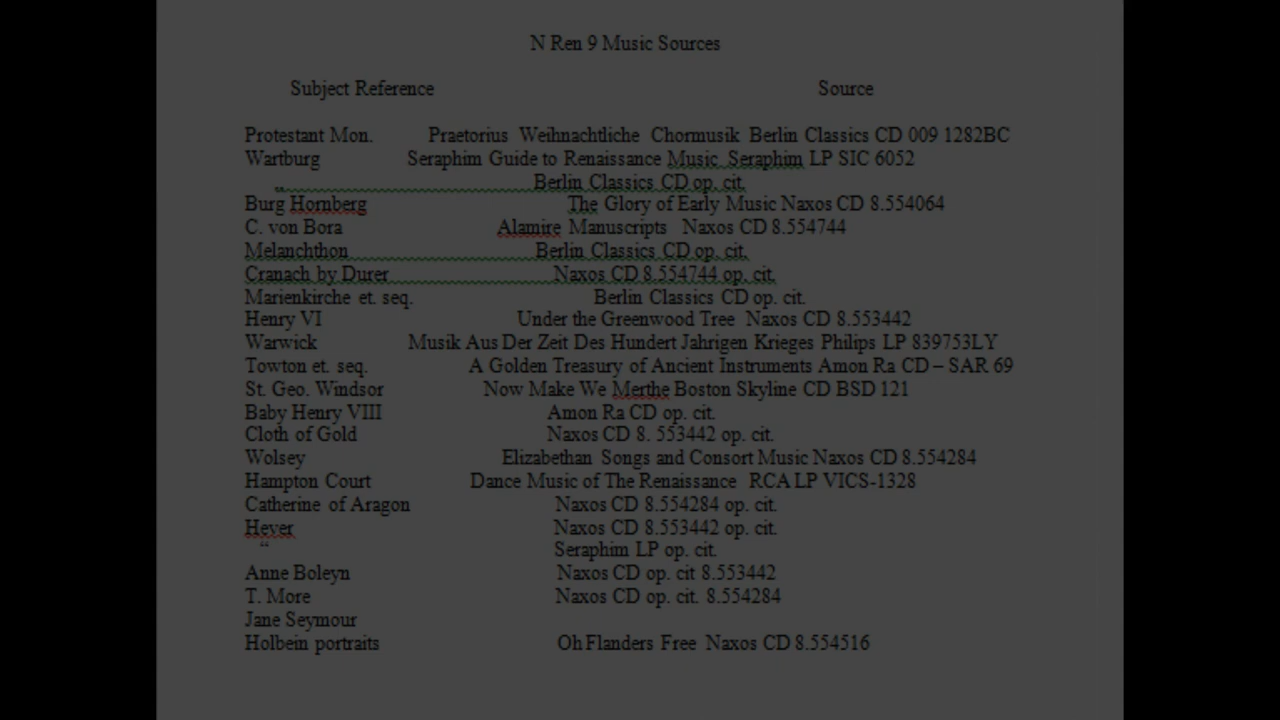 N Ren 9 Music Sources
Subject Reference Source
Protestant Mon. Praetorius Weihnachtliche Chormusik Berlin Classics CD 009 1282BC
Wartburg Seraphim Guide to Renaissance Music Seraphim LP SIC 6052
" Berlin Classics CD op. cit.
Burg Hornberg The Glory of Early Music Naxos CD 8.554064
C. von Bora Alamire Manuscripts Naxos CD 8.554744
Melanchthon Berlin Classics CD op. cit.
Cranach by Durer Naxos CD 8.554744 op. cit.
Marienkirche et. seq. Berlin Classics CD op. cit.
Henry VI Under the Greenwood Tree Naxos CD 8.553442
Warwick Musik Aus Der Zeit Des Hundert Jahrigen Krieges Philips LP 839753LY
Towton et. seq. A Golden Treasury of Ancient Instruments Amon Ra CD – SAR 69
St. Geo. Windsor Now Make We Merthe Boston Skyline CD BSD 121
Baby Henry VIII Amon Ra CD op. cit.
Cloth of Gold Naxos CD 8. 553442 op. cit.
Wolsey Elizabethan Songs and Consort Music Naxos CD 8.554284
Hampton Court Dance Music of The Renaissance RCA LP VICS-1328
Catherine of Aragon Naxos CD 8.554284 op. cit.
Hever Naxos CD 8.553442 op. cit.
" Seraphim LP op. cit.
Anne Boleyn Naxos CD op. cit 8.553442
T. More Naxos CD op. cit. 8.554284
Jane Seymour
Holbein portraits Oh Flanders Free Naxos CD 8.554516